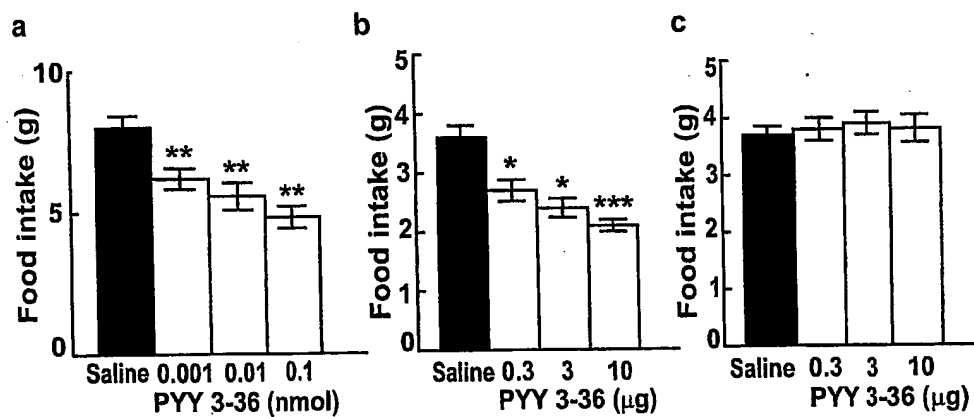 a
b
c
10
5
0
Food intake (g)
** ** **
Saline 0.001 0.01 0.1
PYY 3-36 (nmol)
5
4
3
2
1
0
Food intake (g)
* * ***
Saline 0.3 3 10
PYY 3-36 (µg)
5
4
3
2
1
0
Food intake (g)
Saline 0.3 3 10
PYY 3-36 (µg)